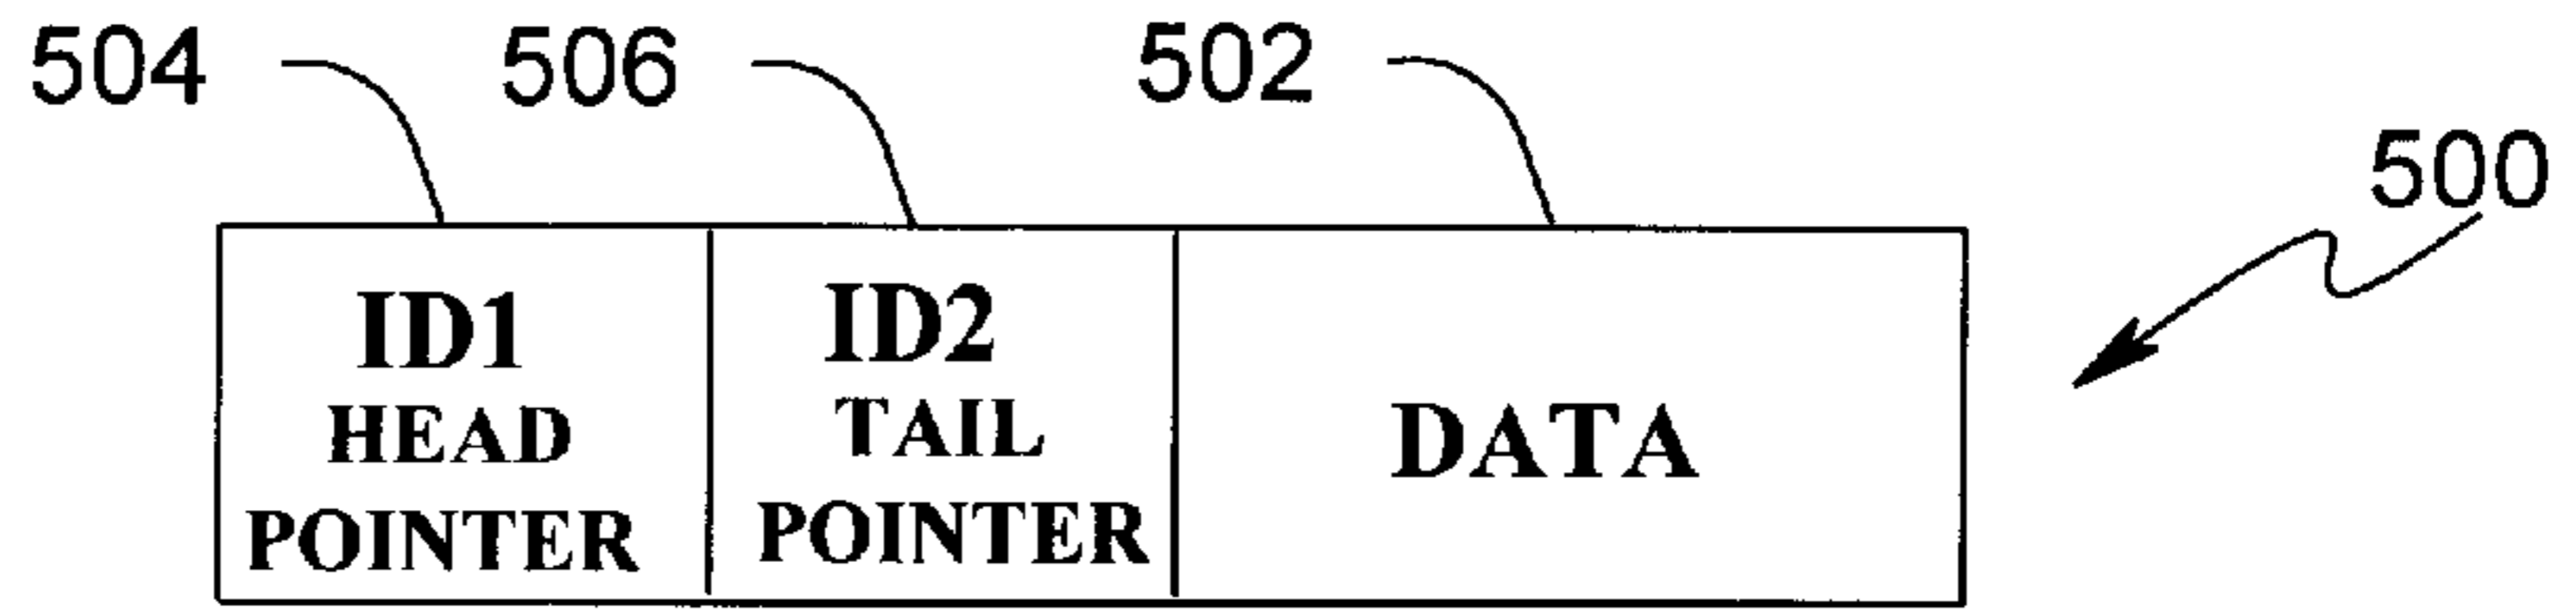 504 506 502
500
ID1 ID2
HEAD TAIL
DATA
POINTER POINTER